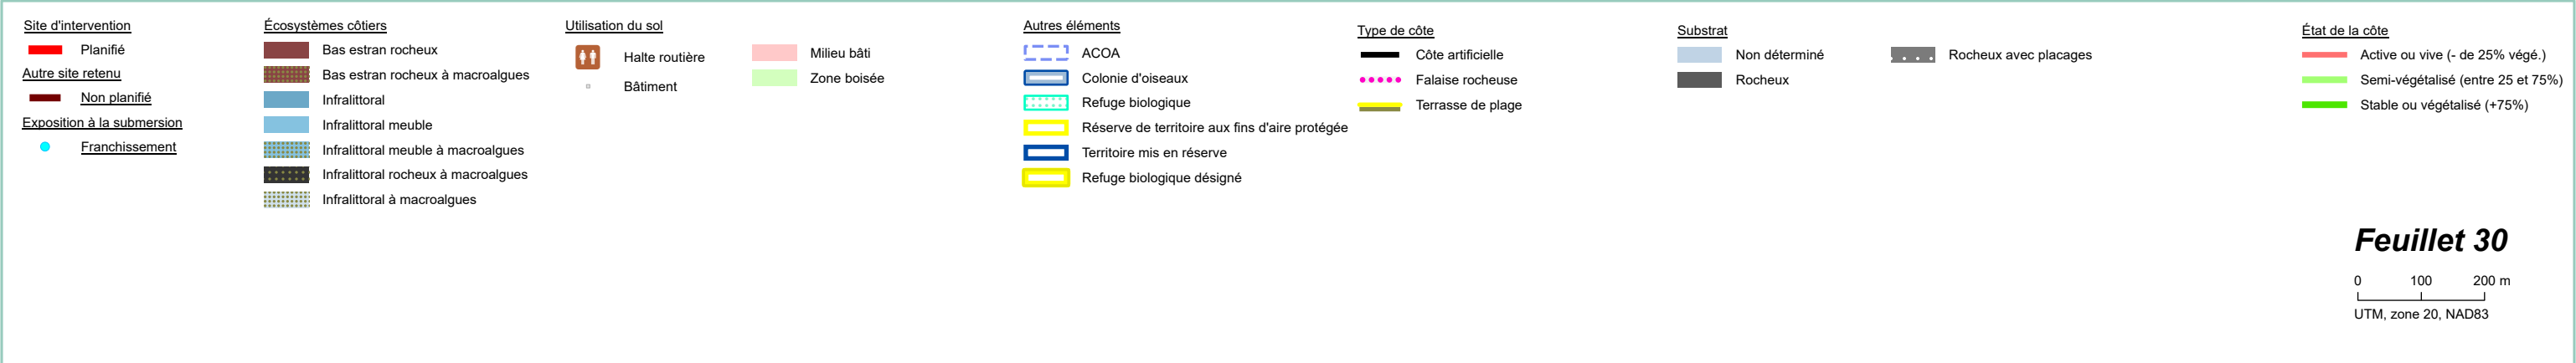 Site d'intervention
Planifié
Autre site retenu
Non planifié
Exposition à la submersion
Franchissement
Écosystèmes côtiers
Bas estran rocheux
Bas estran rocheux à macroalgues
Infralittoral
Infralittoral meuble
Infralittoral meuble à macroalgues
Infralittoral rocheux à macroalgues
Infralittoral à macroalgues
Utilisation du sol
Halte routière
Bâtiment
Milieu bâti
Zone boisée
Autres éléments
ACOA
Colonie d'oiseaux
Refuge biologique
Réserve de territoire aux fins d'aire protégée
Territoire mis en réserve
Refuge biologique désigné
Type de côte
Côte artificielle
Falaise rocheuse
Terrasse de plage
Substrat
Non déterminé
Rocheux
Rocheux avec placages
État de la côte
Active ou vive (- de 25% végé.)
Semi-végétalisé (entre 25 et 75%)
Stable ou végétalisé (+75%)
Feuillet 30
0 100 200 m
UTM, zone 20, NAD83